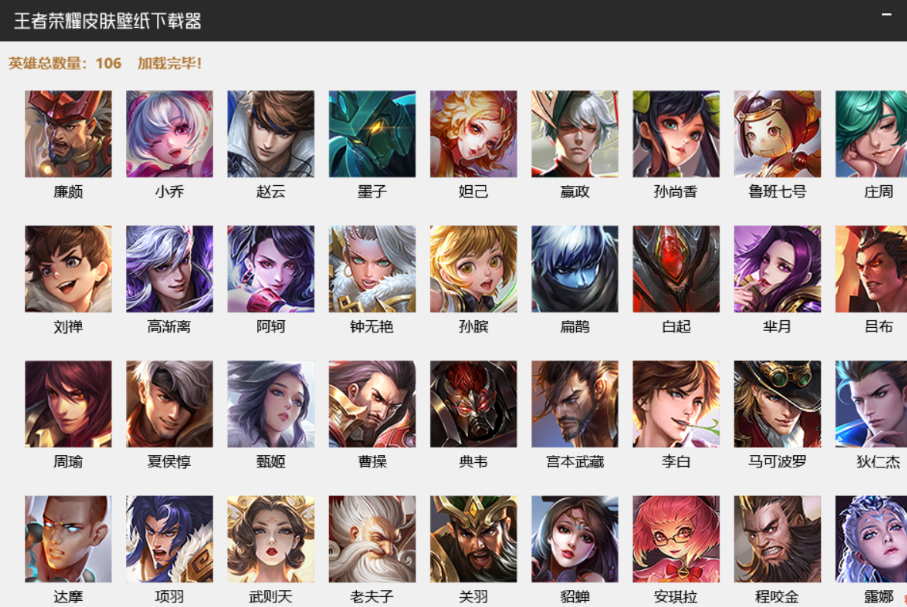 王者荣耀皮肤壁纸下载器
英雄总数量：106 加载完毕！
廉颇 小乔 赵云 墨子 妲己 嬴政 孙尚香 鲁班七号 庄周
刘禅 高渐离 阿轲 钟无艳 孙膑 扁鹊 白起 芈月 吕布
周瑜 夏侯惇 甄姬 曹操 典韦 宫本武藏 李白 马可波罗 狄仁杰
达摩 项羽 武则天 老夫子 关羽 貂蝉 安琪拉 程咬金 露娜